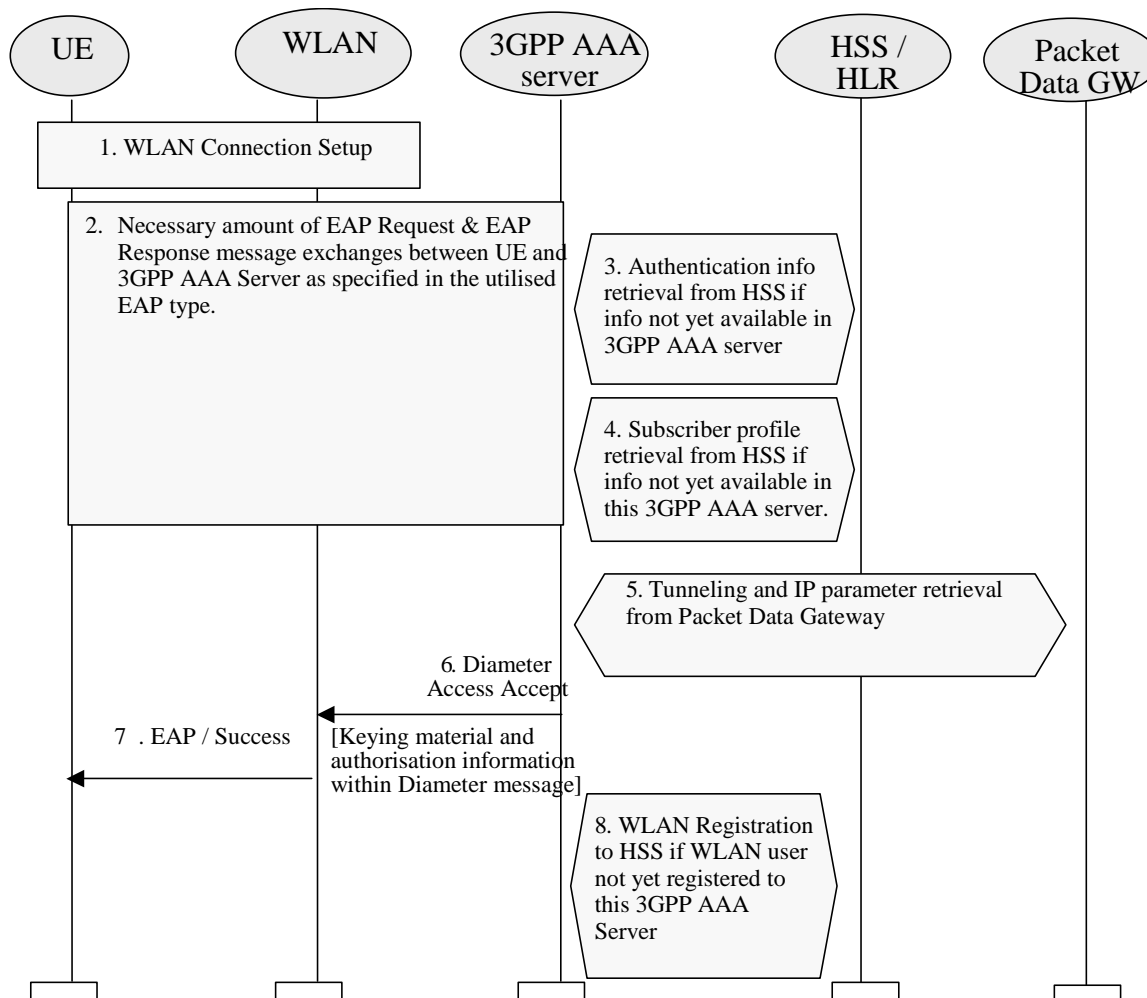 UE
WLAN
3GPP AAA
server
HSS /
HLR
Packet
Data GW
1. WLAN Connection Setup
2. Necessary amount of EAP Request & EAP
Response message exchanges between UE and
3GPP AAA Server as specified in the utilised
EAP type.
3. Authentication info
retrieval from HSS if
info not yet available in
3GPP AAA server
4. Subscriber profile
retrieval from HSS if
info not yet available in
this 3GPP AAA server.
5. Tunneling and IP parameter retrieval
from Packet Data Gateway
6. Diameter
Access Accept
7 . EAP / Success
[Keying material and
authorisation information
within Diameter message]
8. WLAN Registration
to HSS if WLAN user
not yet registered to
this 3GPP AAA
Server